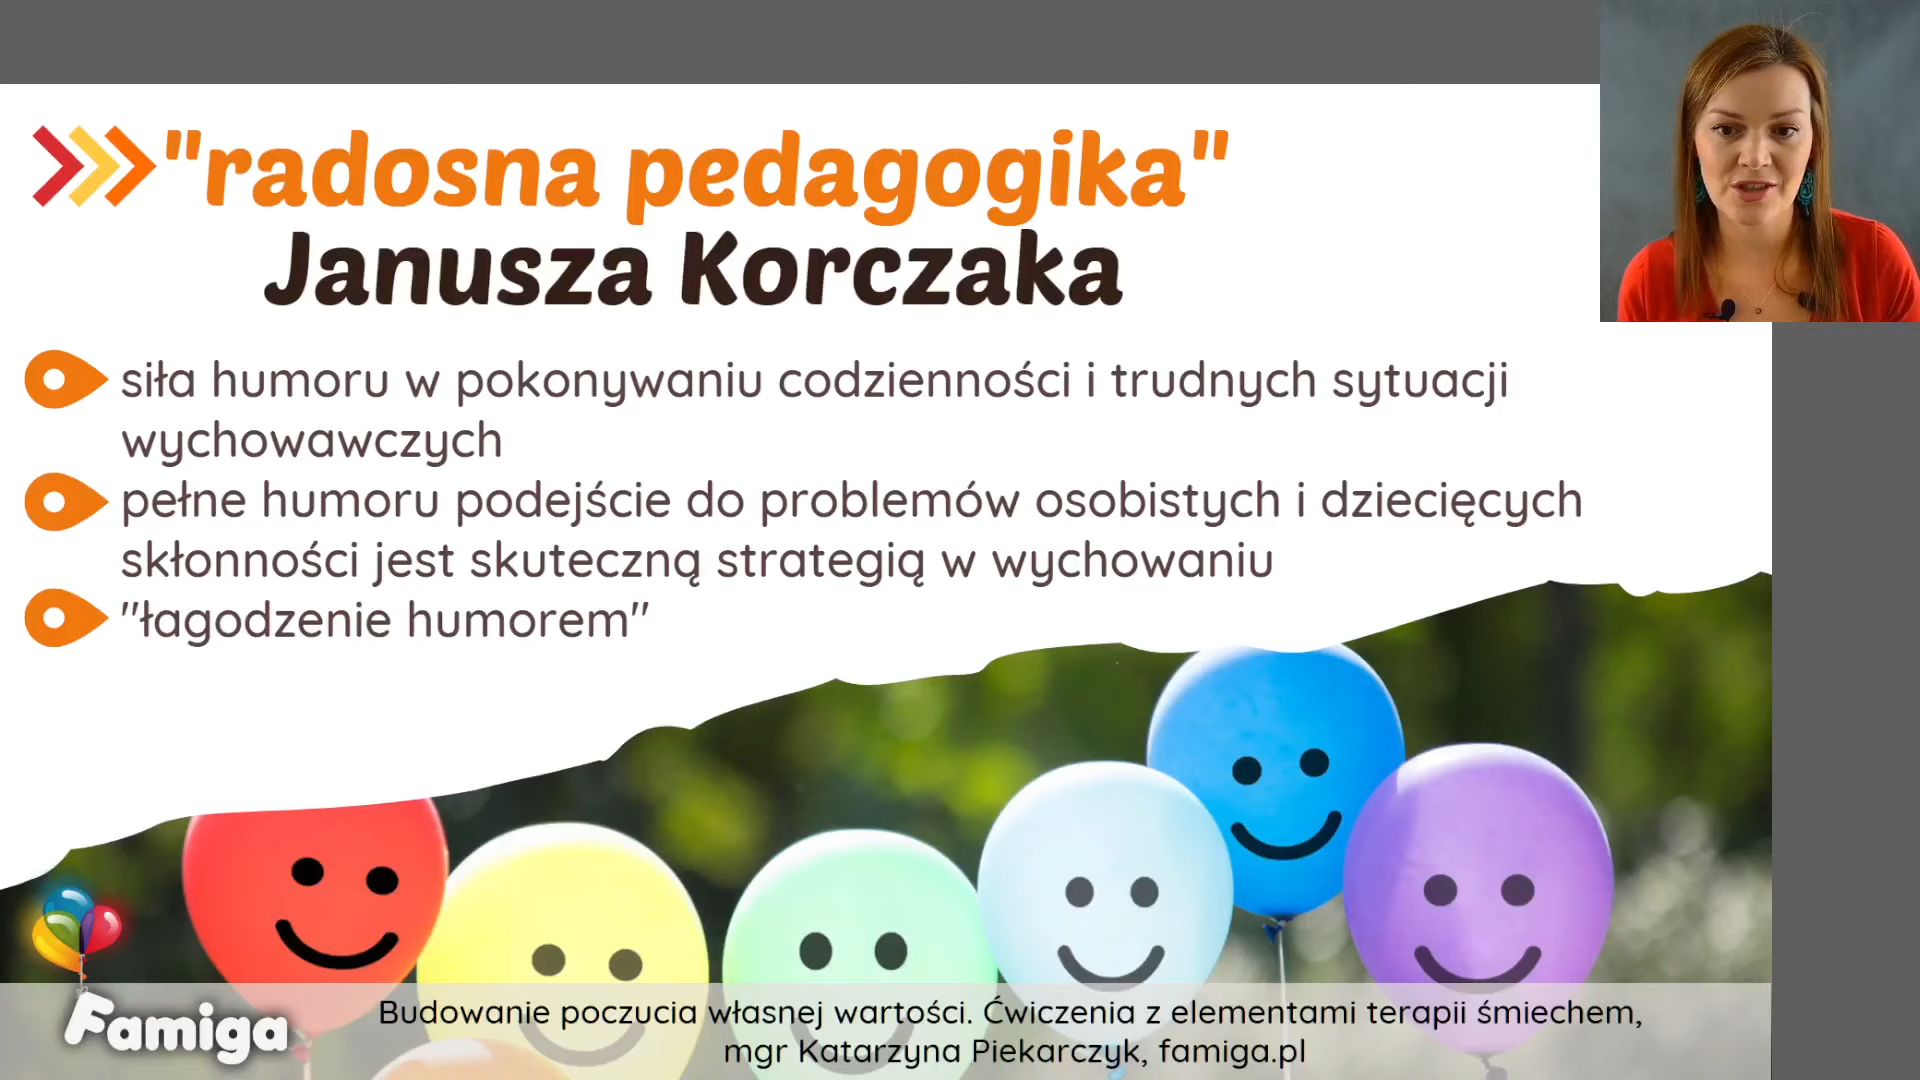 "radosna pedagogika"
Janusza Korczaka
siła humoru w pokonywaniu codzienności i trudnych sytuacji
wychowawczych
pełne humoru podejście do problemów osobistych i dziecięcych
skłonności jest skuteczną strategią w wychowaniu
"łagodzenie humorem"
Famiga
Budowanie poczucia własnej wartości. Ćwiczenia z elementami terapii śmiechem,
mgr Katarzyna Piekarczyk, famiga.pl